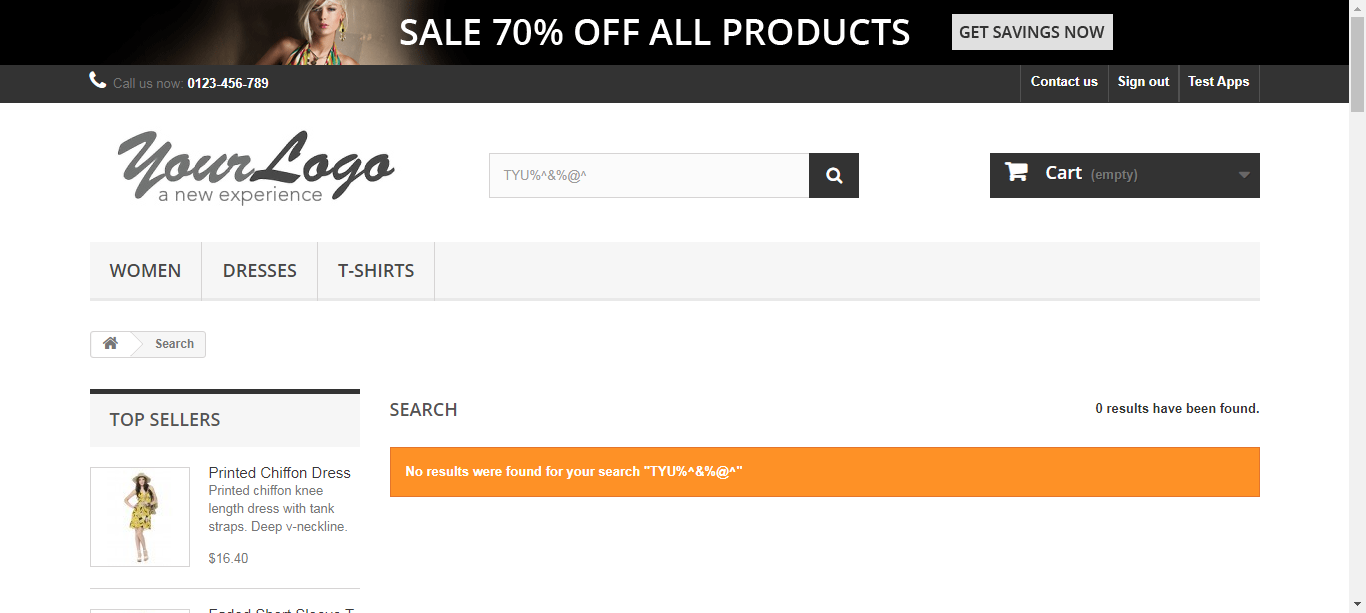 SALE 70% OFF ALL PRODUCTS
GET SAVINGS NOW
Call us now: 0123-456-789
Contact us
Sign out
Test Apps
YourLogo
a new experience
TYU%^&%@^
Cart (empty)
WOMEN
DRESSES
T-SHIRTS
Search
TOP SELLERS
SEARCH
0 results have been found.
No results were found for your search "TYU%^&%@^"
Printed Chiffon Dress
Printed chiffon knee
length dress with tank
straps. Deep v-neckline.
$16.40